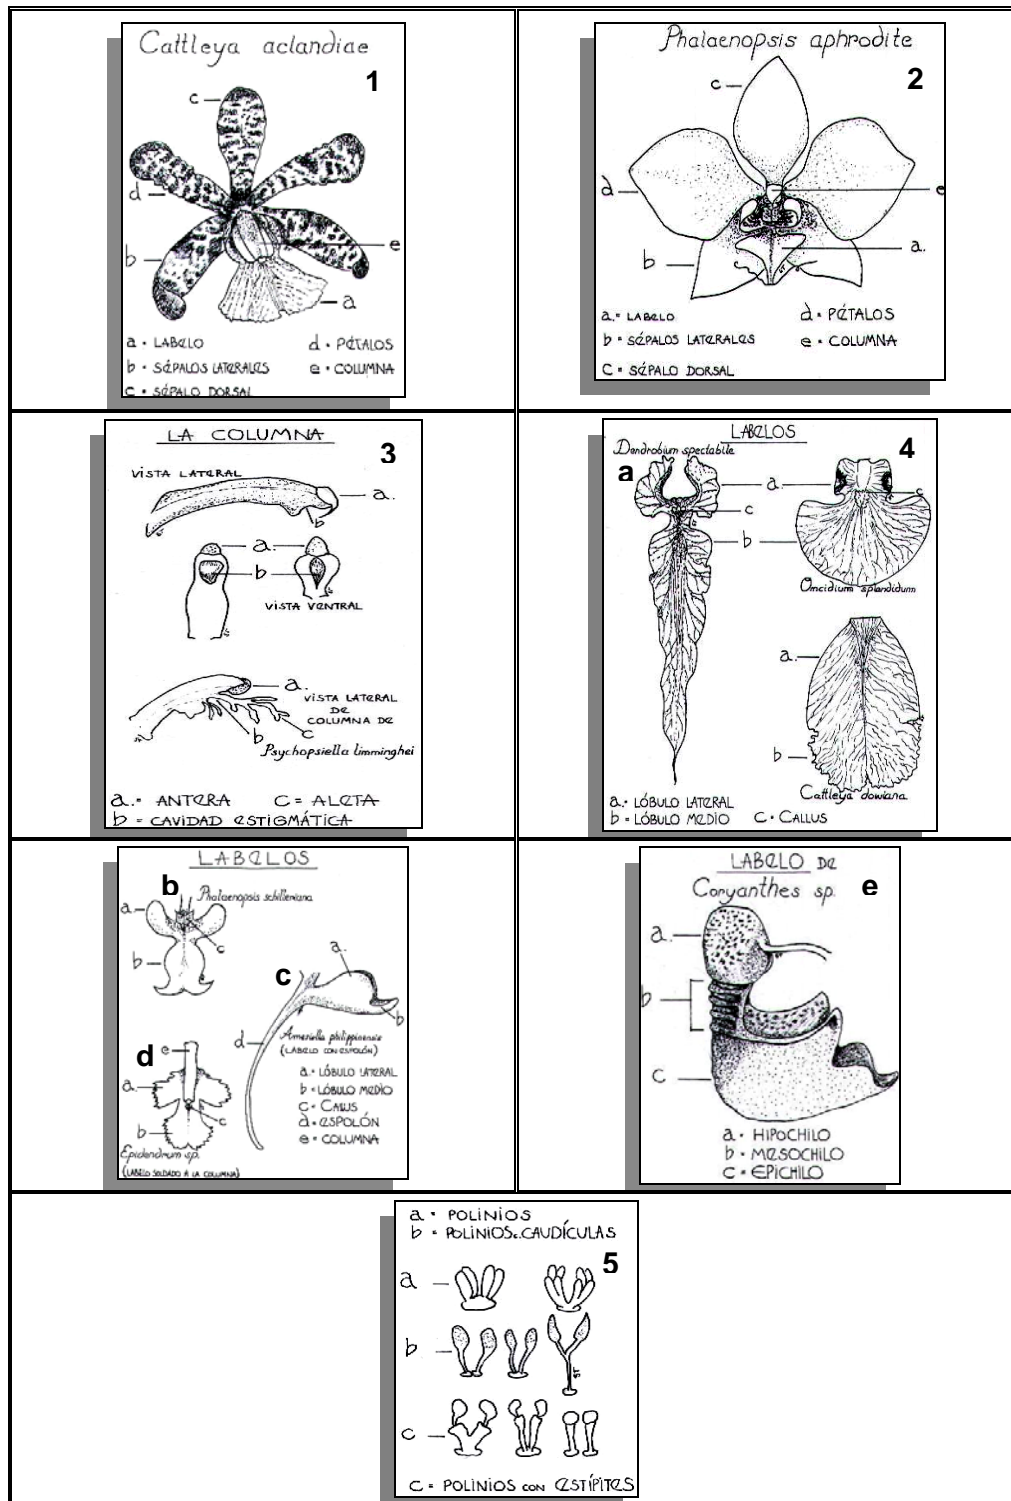 Cattleya aclandiae
1
c
d
b
e
a
a = LABELO d = PÉTALOS
b = SÉPALOS LATERALES e = COLUMNA
c = SÉPALO DORSAL
Phalaenopsis aphrodite
2
c
d
e
a.
b
a = LABELO d = PÉTALOS
b = SÉPALOS LATERALES e = COLUMNA
c = SÉPALO DORSAL
LA COLUMNA
3
VISTA LATERAL
a.
b
a.
b
VISTA VENTRAL
a.
VISTA LATERAL
DE
COLUMNA DE
b c
Psychopsiella limminghei
a = ANTERA c = ALETA
b = CAVIDAD ESTIGMÁTICA
LABELOS
Dendrobium spectabile
4
a
a. c
c
b
Oncidium splendidum
a.
b
Cattleya dowiana
a = LÓBULO LATERAL
b = LÓBULO MEDIO c = CALLUS
LABELOS
b
Phalaenopsis schilleriana
a
c
b
a.
c
b
d
Amesiella philippinensis
(LABELO CON ESPOLÓN)
d
e
a
c
b
a = LÓBULO LATERAL
b = LÓBULO MEDIO
c = CALLUS
d = ESPOLÓN
e = COLUMNA
Epidendrum sp.
(LABELO SOLDADO A LA COLUMNA)
LABELO DE
Coryanthes sp.
e
a.
b
c
a = HIPOCHILO
b = MESOCHILO
c = EPICHILO
a = POLINIOS
b = POLINIOS c. CAUDÍCULAS
5
a
b
c
c = POLINIOS CON ESTÍPITES